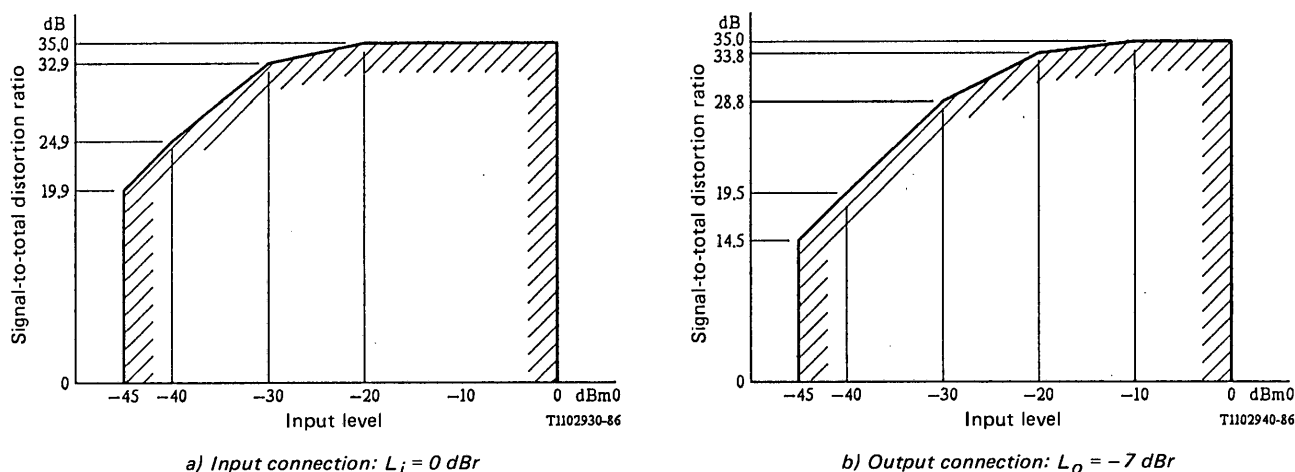 dB
35,0
32,9
24,9
19,9
0
Signal-to-total distortion ratio
−45 −40 −30 −20 −10 0 dBm0
Input level
T1102930-86
a) Input connection: L i = 0 dBr
dB
35,0
33.8
28,8
19,5
14,5
0
Signal-to-total distortion ratio
−45 −40 −30 −20 −10 0 dBm0
Input level
T1102940-86
b) Output connection: L o = −7 dBr